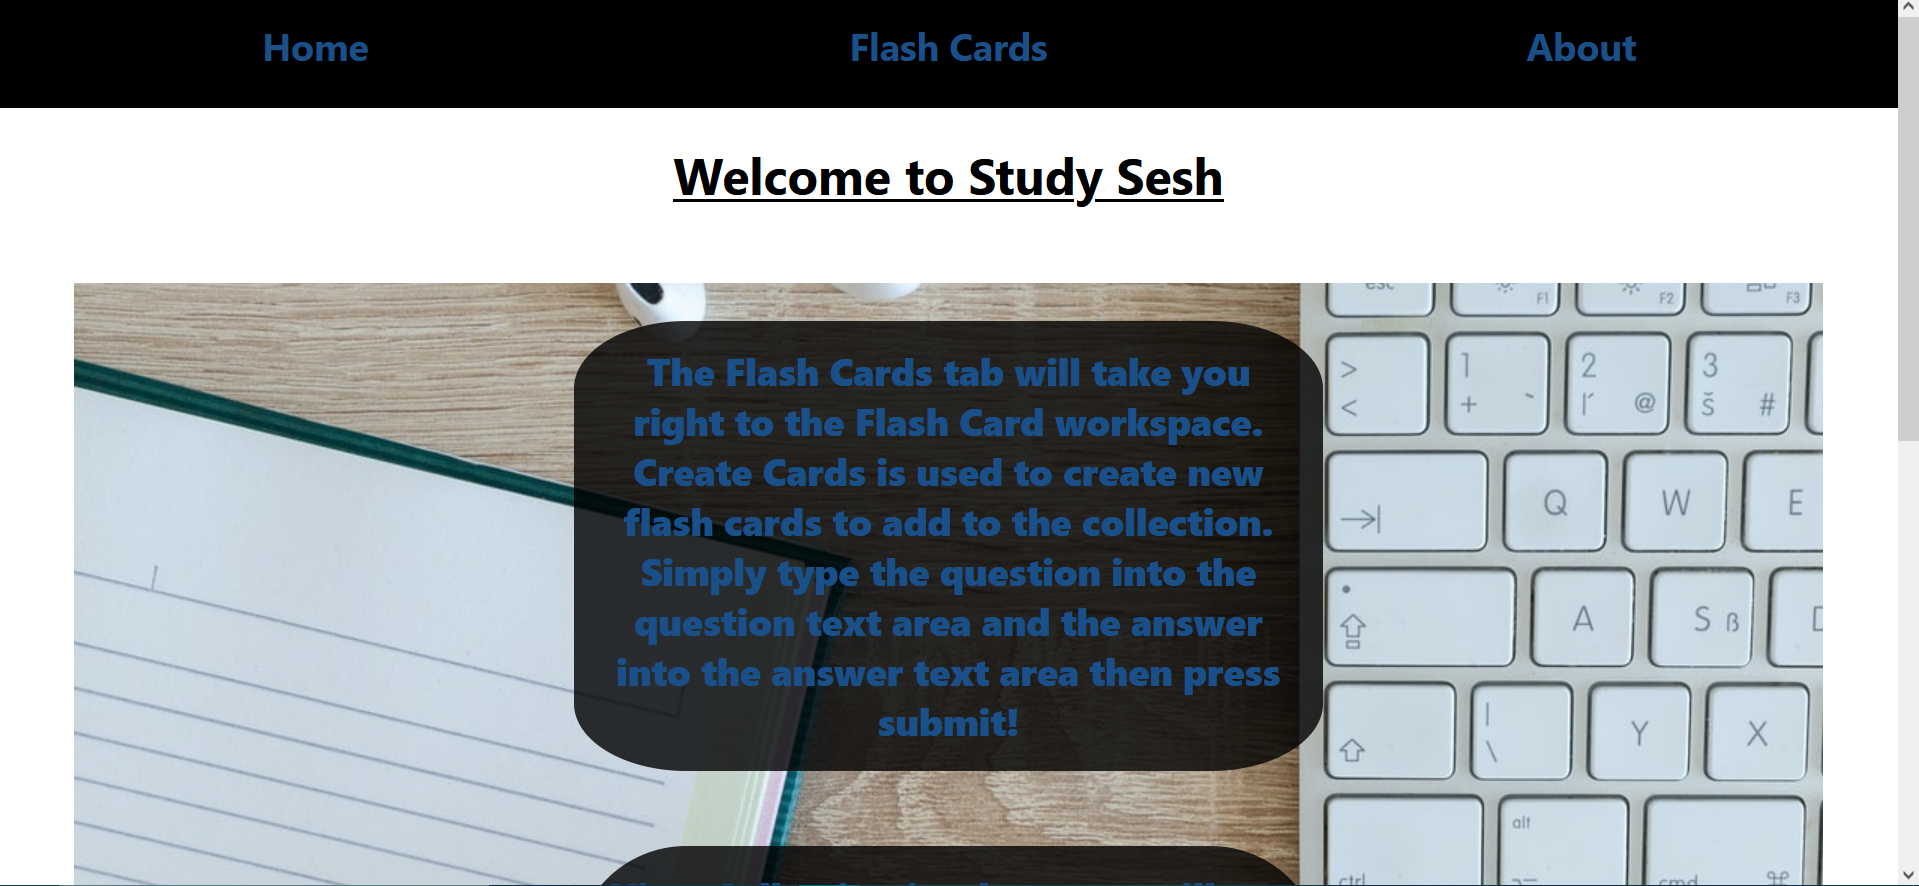 Home Flash Cards About
Welcome to Study Sesh
The Flash Cards tab will take you
right to the Flash Card workspace.
Create Cards is used to create new
flash cards to add to the collection.
Simply type the question into the
question text area and the answer
into the answer text area then press
submit!
esc F1 F2 F3
> 1 2 3
< + ` ľ @ š #
Q W E
A S ß
| Y X
\
alt
ctrl cmd ⌘